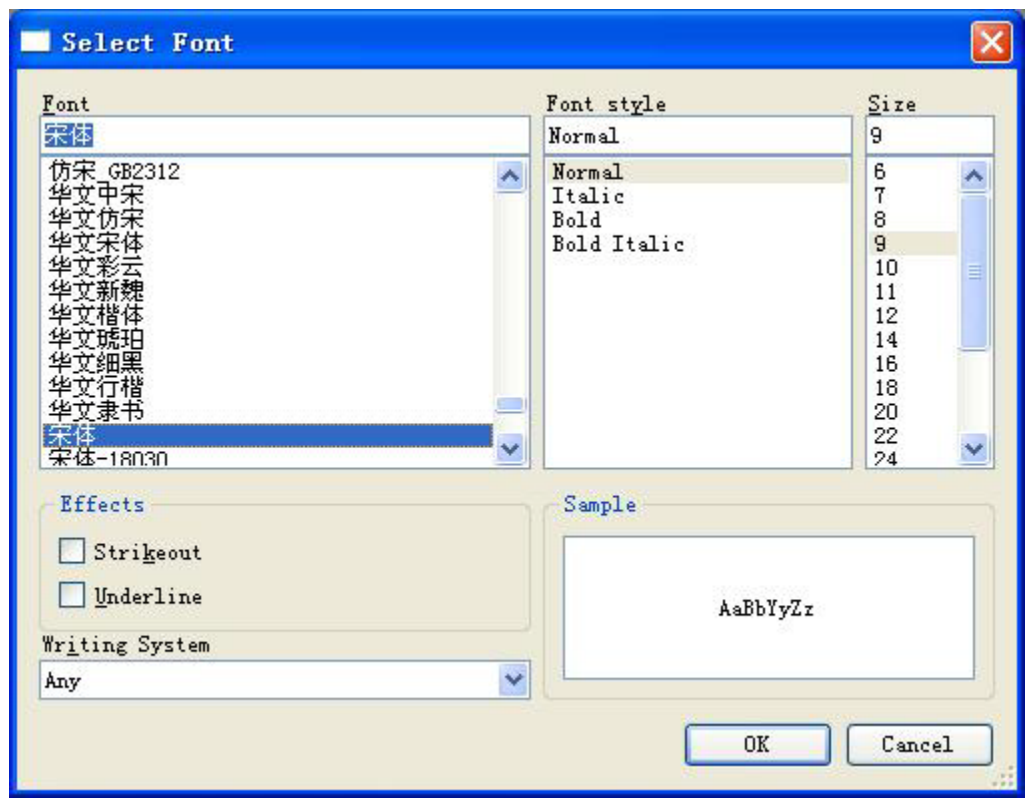 Select Font
Font
宋体
仿宋_GB2312
华文中宋
华文仿宋
华文宋体
华文彩云
华文新魏
华文楷体
华文琥珀
华文细黑
华文行楷
华文隶书
宋体
宋体-18030
Font style
Normal
Normal
Italic
Bold
Bold Italic
Size
9
6
7
8
9
10
11
12
14
16
18
20
22
24
Effects
Strikeout
Underline
Writing System
Any
Sample
AaBbYyZz
OK
Cancel